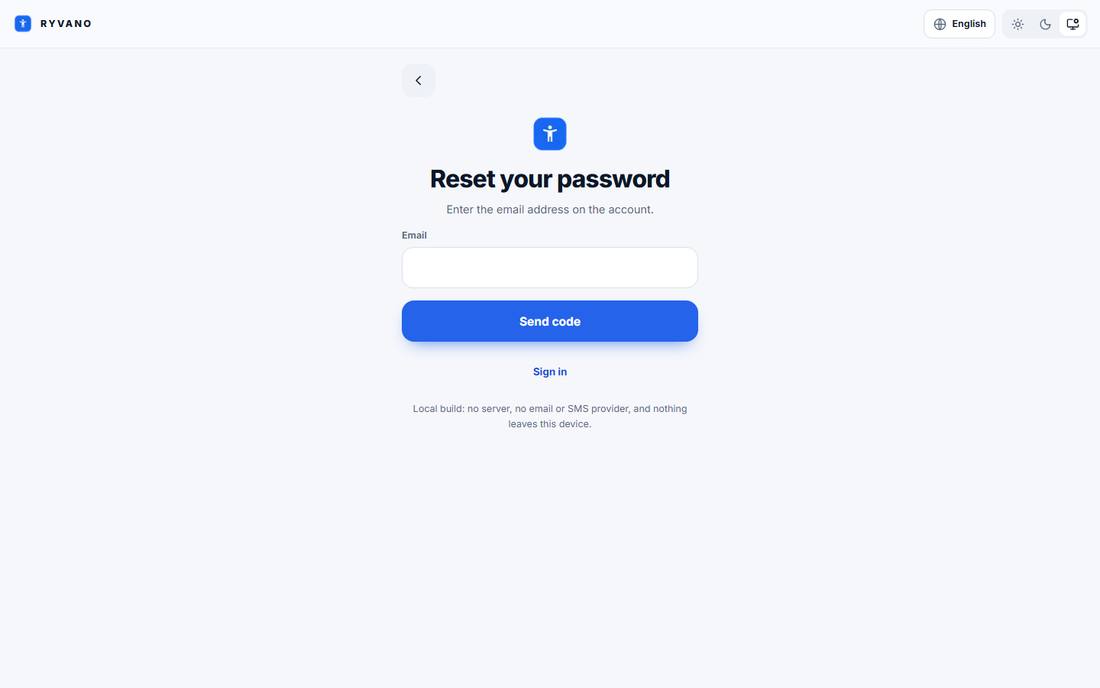 RYVANO
English
Reset your password
Enter the email address on the account.
Email
Send code
Sign in
Local build: no server, no email or SMS provider, and nothing
leaves this device.